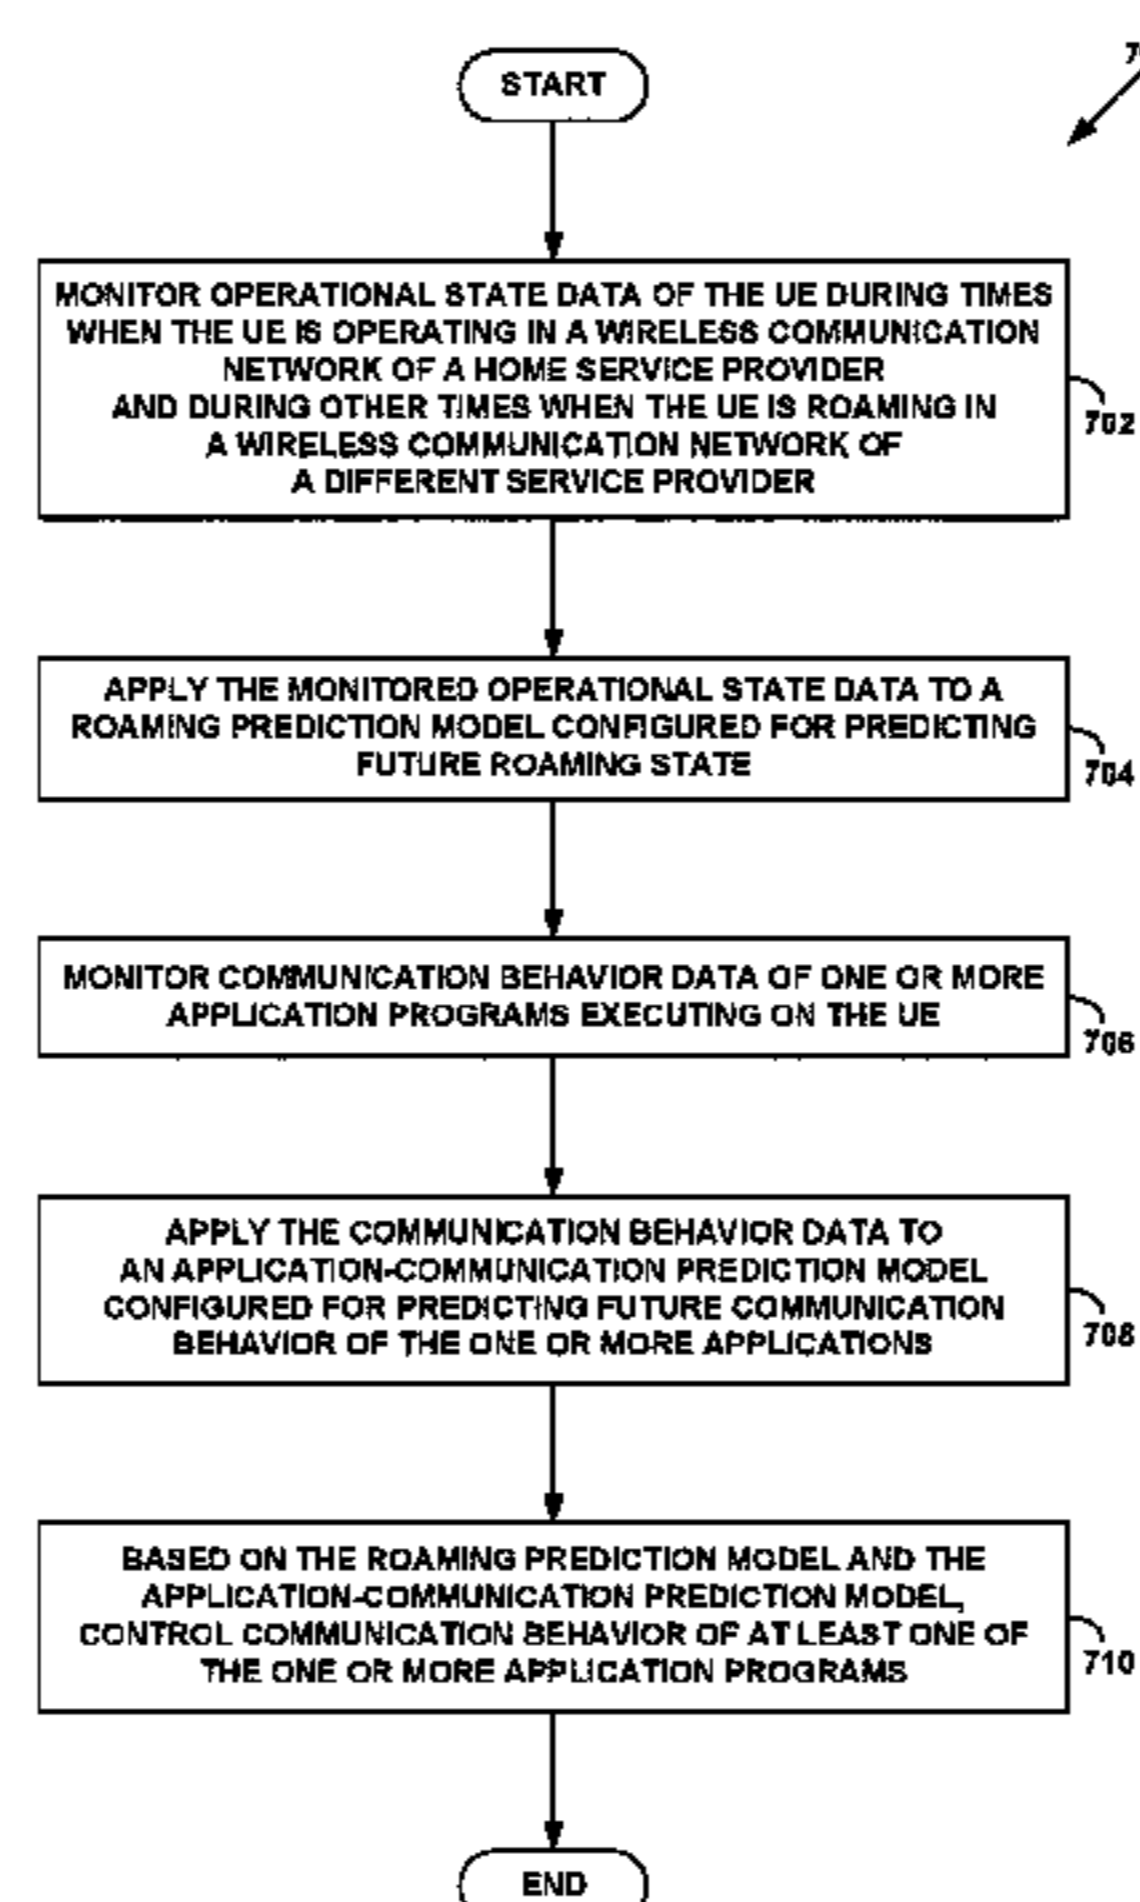 START
MONITOR OPERATIONAL STATE DATA OF THE UE DURING TIMES
WHEN THE UE IS OPERATING IN A WIRELESS COMMUNICATION
NETWORK OF A HOME SERVICE PROVIDER
AND DURING OTHER TIMES WHEN THE UE IS ROAMING IN
A WIRELESS COMMUNICATION NETWORK OF
A DIFFERENT SERVICE PROVIDER
702
APPLY THE MONITORED OPERATIONAL STATE DATA TO A
ROAMING PREDICTION MODEL CONFIGURED FOR PREDICTING
FUTURE ROAMING STATE
704
MONITOR COMMUNICATION BEHAVIOR DATA OF ONE OR MORE
APPLICATION PROGRAMS EXECUTING ON THE UE
706
APPLY THE COMMUNICATION BEHAVIOR DATA TO
AN APPLICATION-COMMUNICATION PREDICTION MODEL
CONFIGURED FOR PREDICTING FUTURE COMMUNICATION
BEHAVIOR OF THE ONE OR MORE APPLICATIONS
708
BASED ON THE ROAMING PREDICTION MODEL AND THE
APPLICATION-COMMUNICATION PREDICTION MODEL,
CONTROL COMMUNICATION BEHAVIOR OF AT LEAST ONE OF
THE ONE OR MORE APPLICATION PROGRAMS
710
END